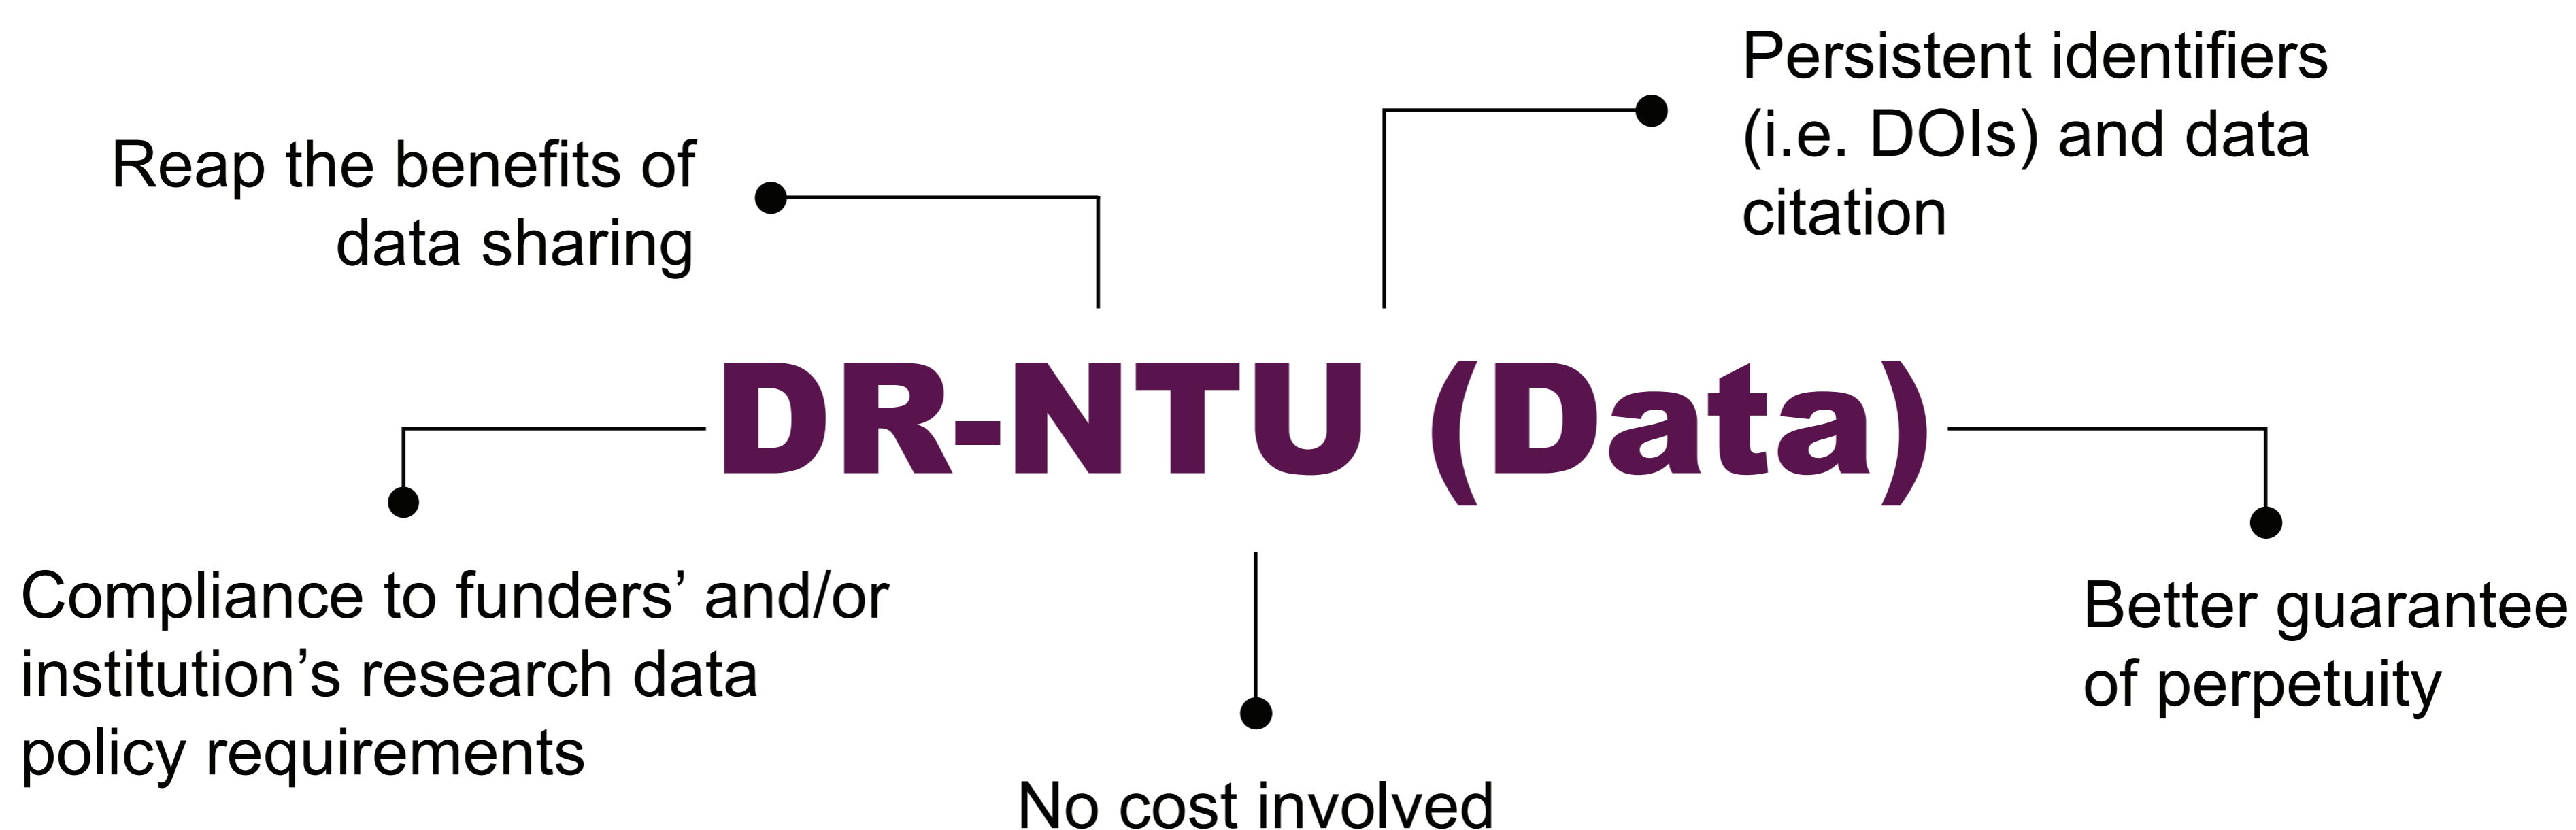 Reap the benefits of
data sharing
Persistent identifiers
(i.e. DOIs) and data
citation
DR-NTU (Data)
Compliance to funders’ and/or
institution’s research data
policy requirements
No cost involved
Better guarantee
of perpetuity